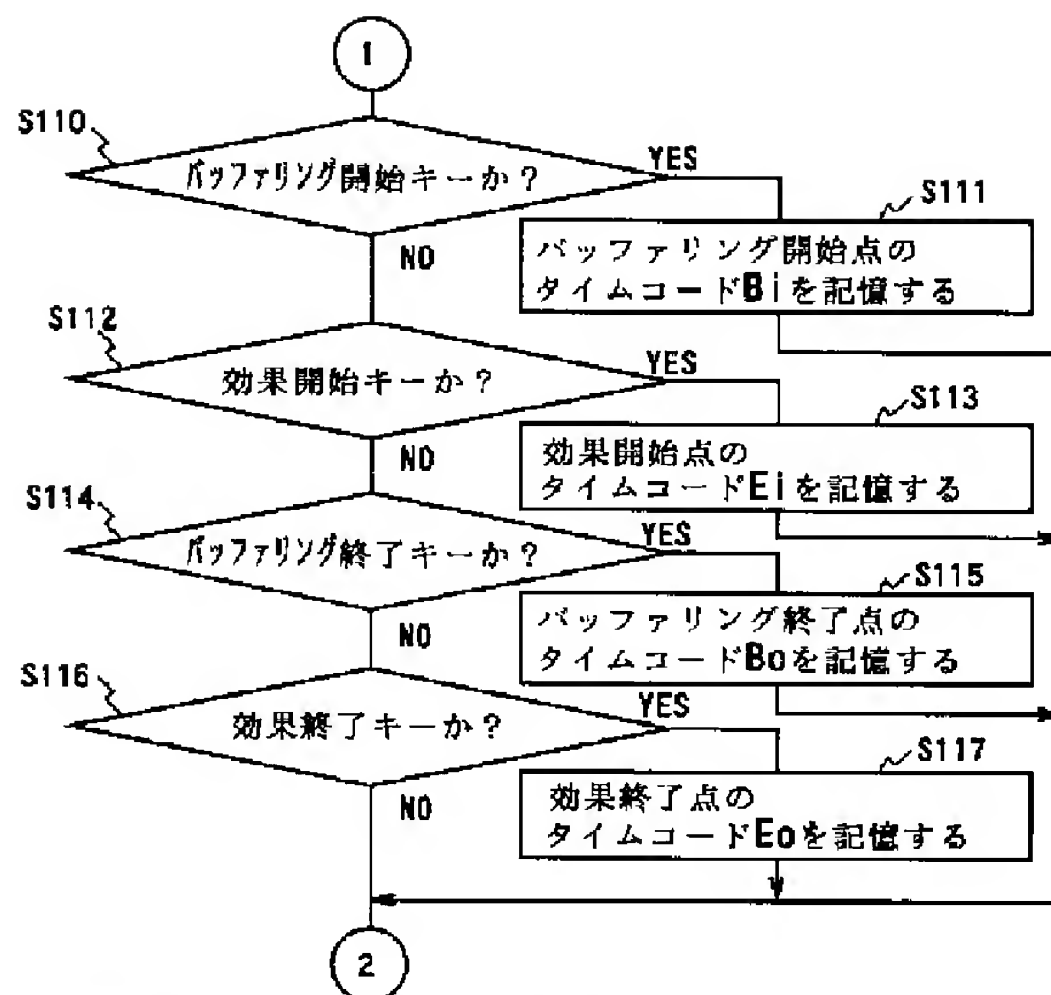 1
S110
バッファリング開始キーか?
YES
NO
S111
バッファリング開始点の
タイムコードBiを記憶する
S112
効果開始キーか?
YES
NO
S113
効果開始点の
タイムコードEiを記憶する
S114
バッファリング終了キーか?
YES
NO
S115
バッファリング終了点の
タイムコードBoを記憶する
S116
効果終了キーか?
YES
NO
S117
効果終了点の
タイムコードEoを記憶する
2